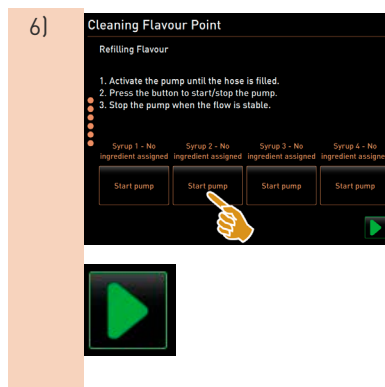 6)
Cleaning Flavour Point
Refilling Flavour
1. Activate the pump until the hose is filled.
2. Press the button to start/stop the pump.
3. Stop the pump when the flow is stable.
Syrup 1 - No ingredient assigned
Syrup 2 - No ingredient assigned
Syrup 3 - No ingredient assigned
Syrup 4 - No ingredient assigne
Start pump
Start pump
Start pump
Start pump